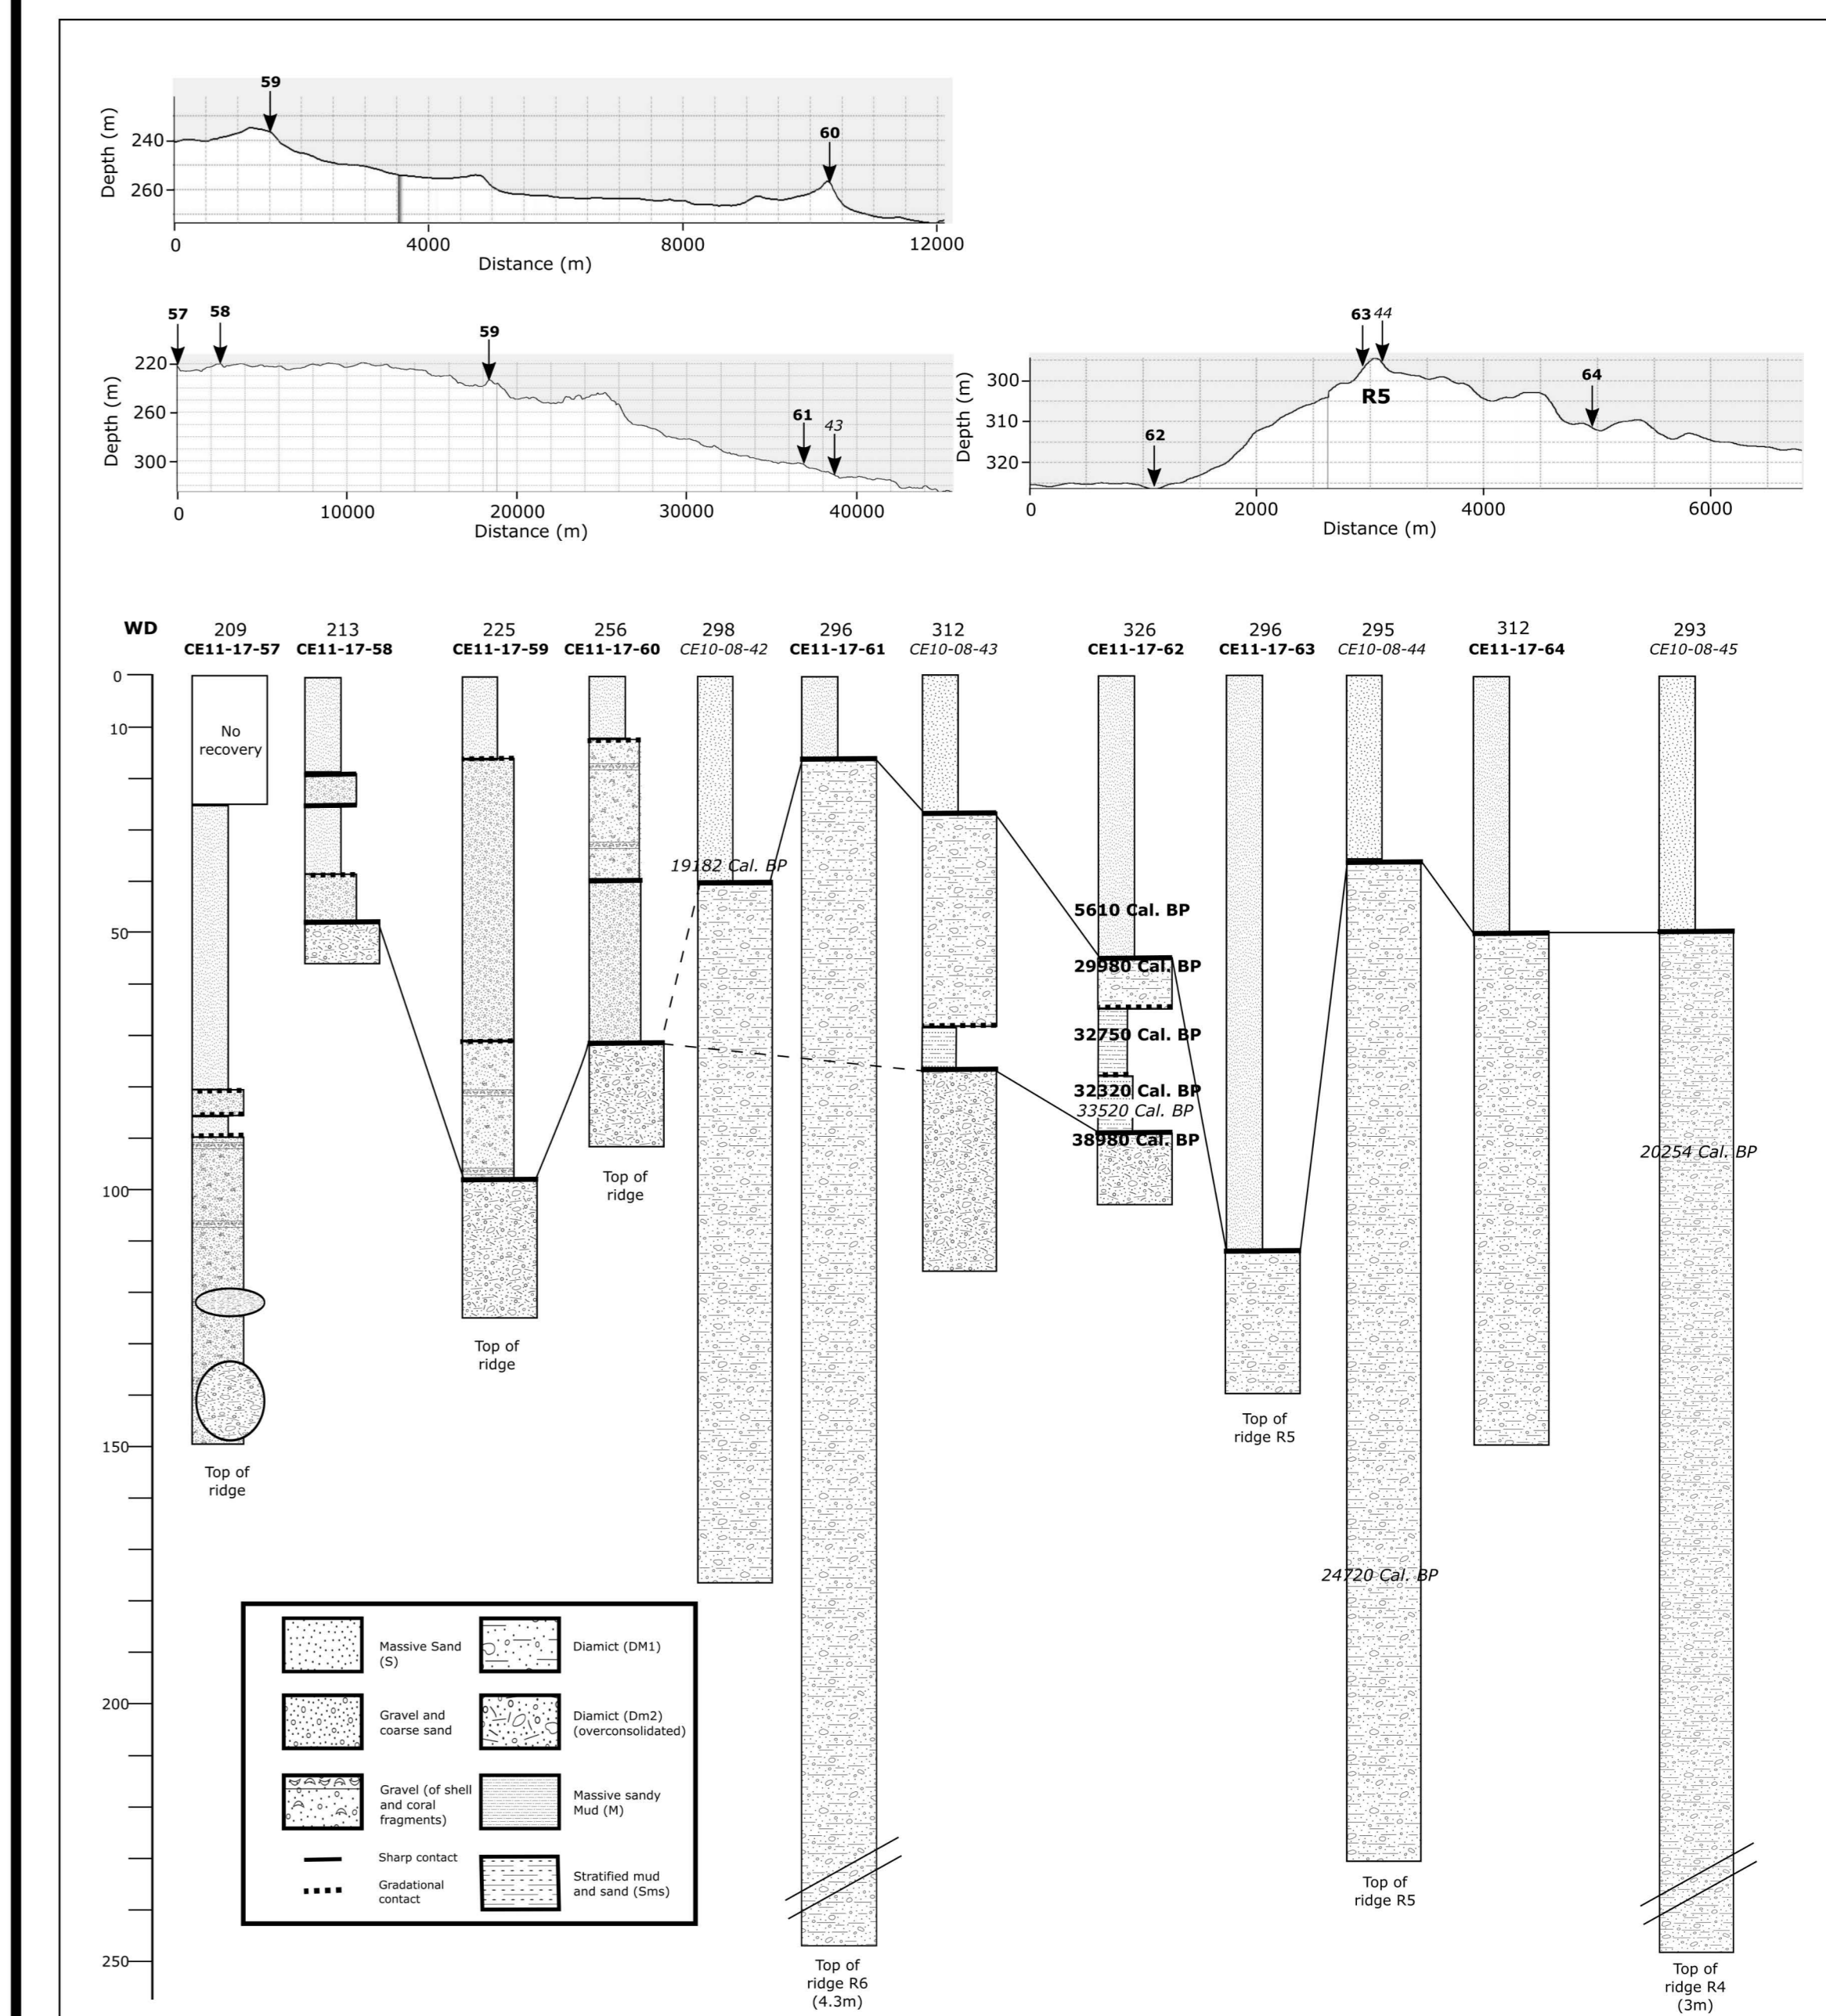 59
60
Depth (m)
240
260
0
4000
8000
12000
Distance (m)
57
58
59
61
43
Depth (m)
220
260
300
0
10000
20000
30000
40000
Distance (m)
63
44
R5
64
62
Depth (m)
300
310
320
0
2000
4000
6000
Distance (m)
WD
209
CE11-17-57
213
CE11-17-58
225
CE11-17-59
256
CE11-17-60
298
CE10-08-42
296
CE11-17-61
312
CE10-08-43
326
CE11-17-62
296
CE11-17-63
295
CE10-08-44
312
CE11-17-64
293
CE10-08-45
0
10
50
100
150
200
250
No
recovery
Top of
ridge
Top of
ridge
Top of
ridge
19182 Cal. BP
Top of
ridge R6
(4.3m)
5610 Cal. BP
29980 Cal. BP
32750 Cal. BP
32320 Cal. BP
33520 Cal. BP
38980 Cal. BP
Top of
ridge R5
24720 Cal. BP
Top of
ridge R5
20254 Cal. BP
Top of
ridge R4
(3m)
Massive Sand
(S)
Gravel and
coarse sand
Gravel (of shell
and coral
fragments)
Sharp contact
Gradational
contact
Diamict (DM1)
Diamict (Dm2)
(overconsolidated)
Massive sandy
Mud (M)
Stratified mud
and sand (Sms)